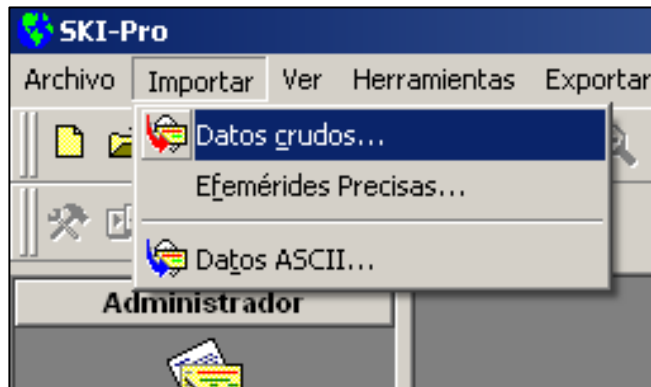 SKI-Pro
Archivo Importar Ver Herramientas Exportar
Datos crudos...
Efemérides Precisas...
Datos ASCII...
Administrador